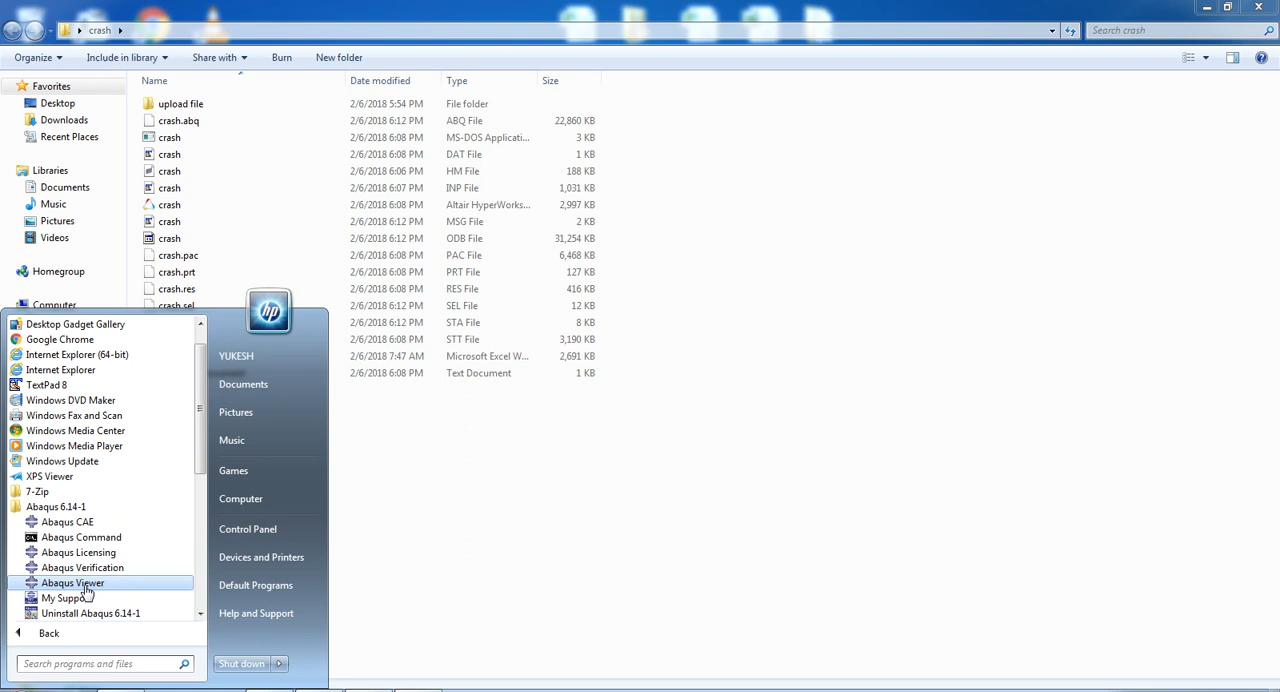 crash
Search crash
Organize Include in library Share with Burn New folder
Name Date modified Type Size
Favorites
Desktop
Downloads
Recent Places
Libraries
Documents
Music
Pictures
Videos
Homegroup
Computer
upload file 2/6/2018 5:54 PM File folder
crash.abq 2/6/2018 6:12 PM ABQ File 22,860 KB
crash 2/6/2018 6:08 PM MS-DOS Applicati... 3 KB
crash 2/6/2018 6:08 PM DAT File 1 KB
crash 2/6/2018 6:06 PM HM File 188 KB
crash 2/6/2018 6:07 PM INP File 1,031 KB
crash 2/6/2018 6:08 PM Altair HyperWorks... 2,997 KB
crash 2/6/2018 6:12 PM MSG File 2 KB
crash 2/6/2018 6:12 PM ODB File 31,254 KB
crash.pac 2/6/2018 6:08 PM PAC File 6,468 KB
crash.prt 2/6/2018 6:08 PM PRT File 127 KB
crash.res 2/6/2018 6:08 PM RES File 416 KB
crash.sel 2/6/2018 6:12 PM SEL File 12 KB
2/6/2018 6:12 PM STA File 8 KB
2/6/2018 6:08 PM STT File 3,190 KB
2/6/2018 7:47 AM Microsoft Excel W... 2,691 KB
2/6/2018 6:08 PM Text Document 1 KB
Desktop Gadget Gallery
Google Chrome
Internet Explorer (64-bit)
Internet Explorer
TextPad 8
Windows DVD Maker
Windows Fax and Scan
Windows Media Center
Windows Media Player
Windows Update
XPS Viewer
7-Zip
Abaqus 6.14-1
Abaqus CAE
Abaqus Command
Abaqus Licensing
Abaqus Verification
Abaqus Viewer
My Suppo
Uninstall Abaqus 6.14-1
Back
Search programs and files
hp
YUKESH
Documents
Pictures
Music
Games
Computer
Control Panel
Devices and Printers
Default Programs
Help and Support
Shut down